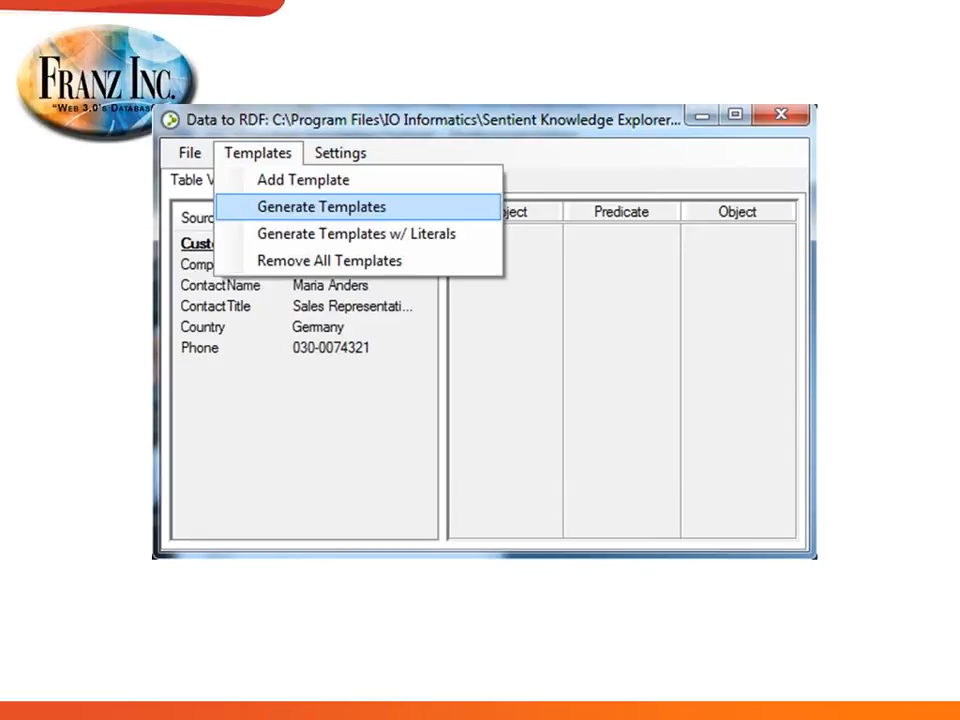 FRANZ INC.
"WEB 3.0'S DATABAS
Data to RDF: C:\Program Files\IO Informatics\Sentient Knowledge Explorer...
File Templates Settings
Add Template
Generate Templates
Generate Templates w/ Literals
Remove All Templates
Table V
Sourc
ject Predicate Object
Custo
Comp
ContactName Maria Anders
ContactTitle Sales Representati...
Country Germany
Phone 030-0074321